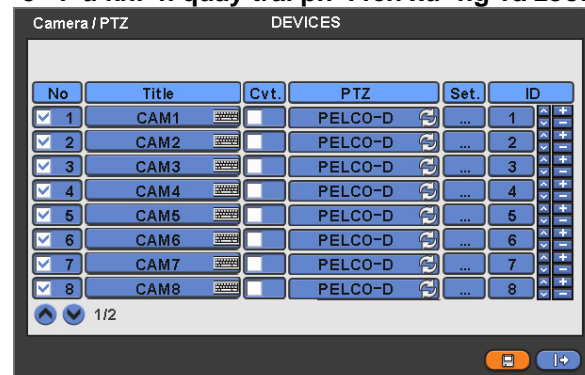 Camera / PTZ DEVICES
No Title Cvt. PTZ Set. ID
1 CAM1 PELCO-D ... 1
2 CAM2 PELCO-D ... 2
3 CAM3 PELCO-D ... 3
4 CAM4 PELCO-D ... 4
5 CAM5 PELCO-D ... 5
6 CAM6 PELCO-D ... 6
7 CAM7 PELCO-D ... 7
8 CAM8 PELCO-D ... 8
1/2